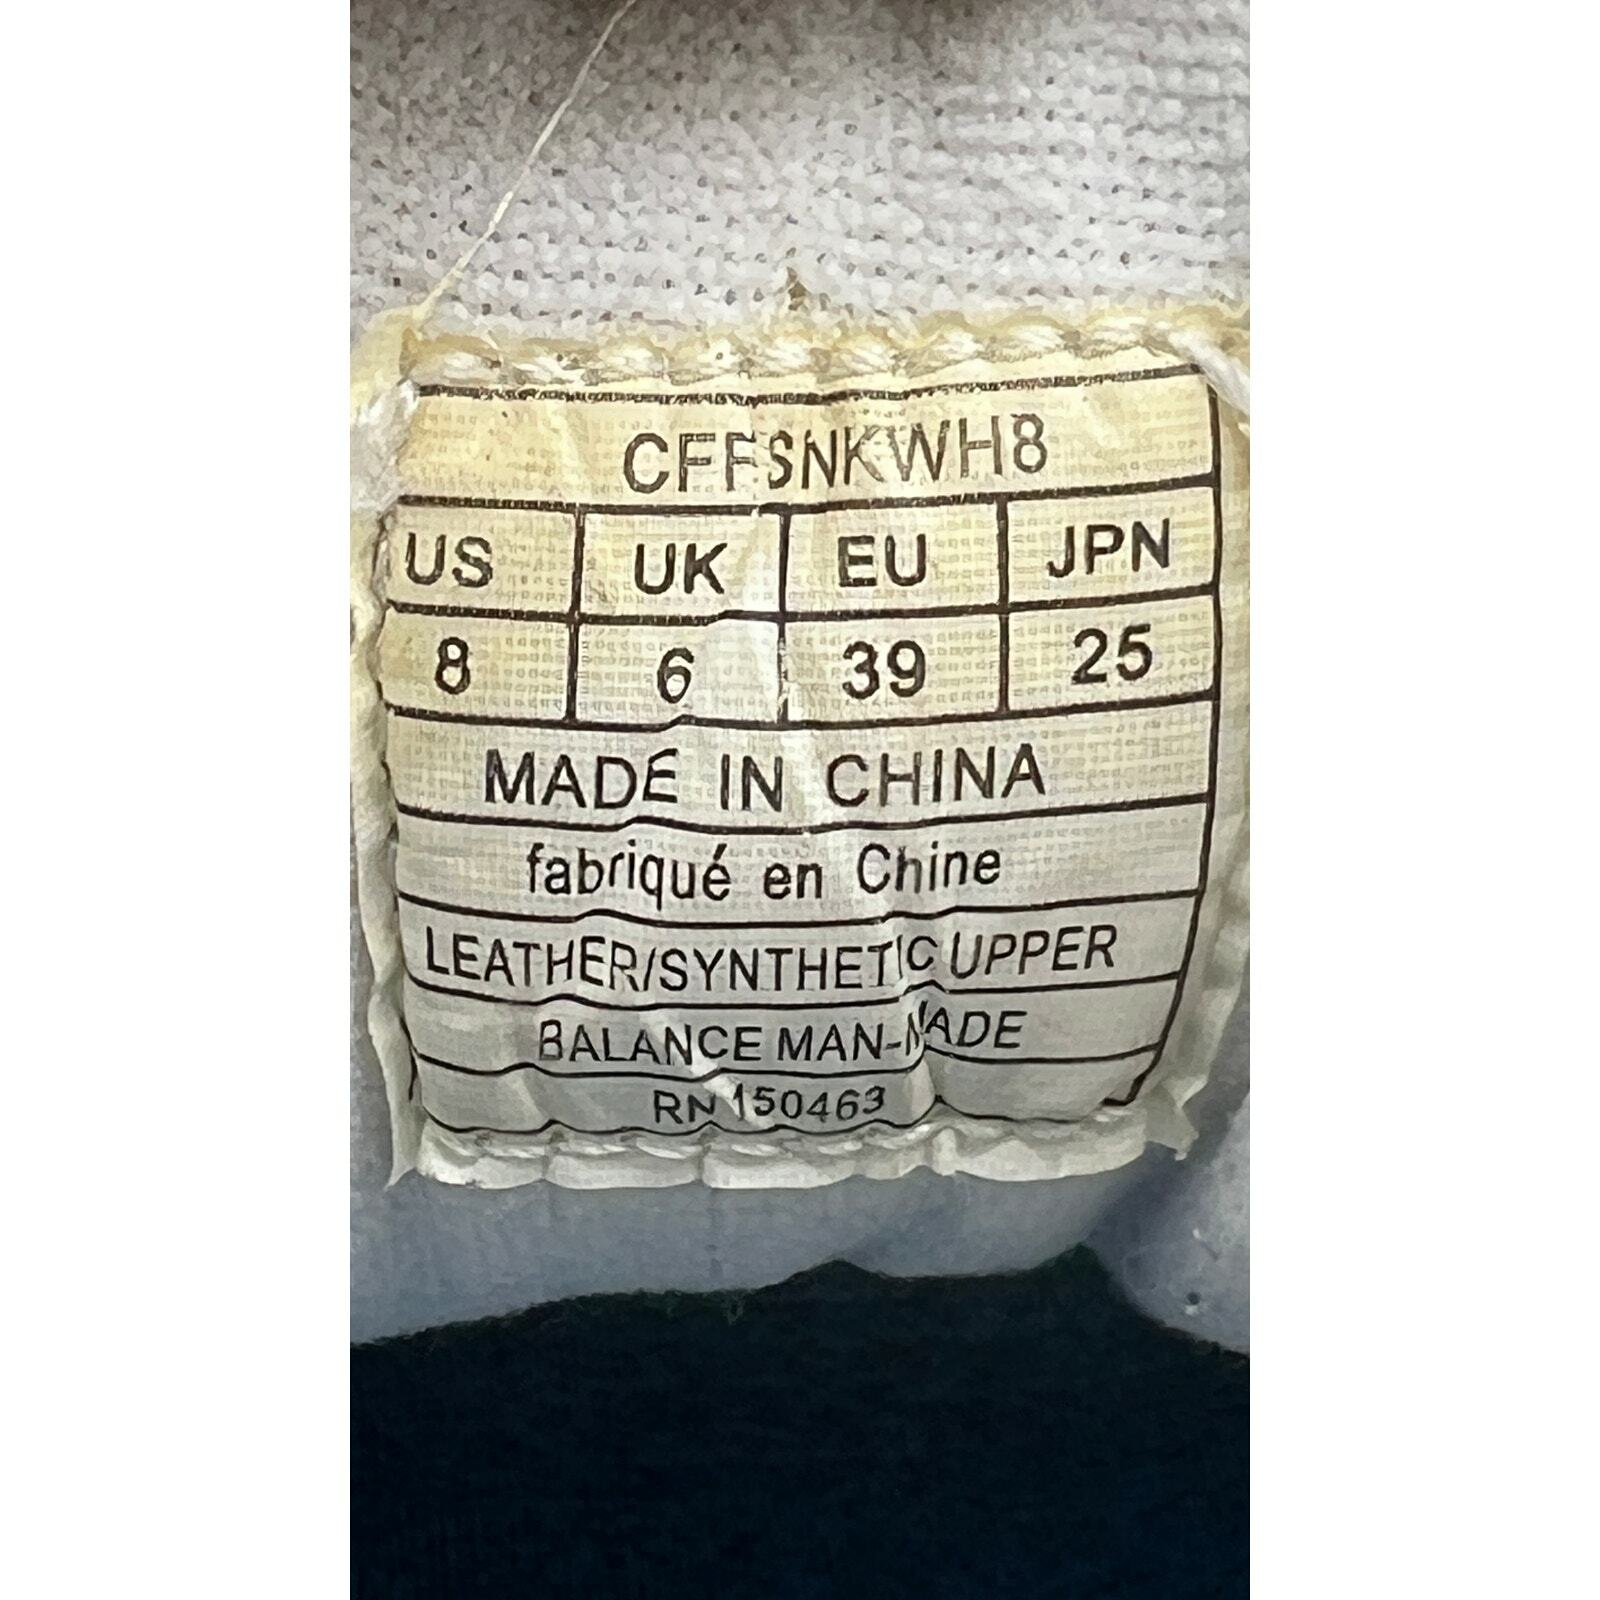 CFFSNKWH8
US UK EU JPN
8 6 39 25
MADE IN CHINA
fabriqué en Chine
LEATHER/SYNTHETIC UPPER
BALANCE MAN-MADE
RN 150463